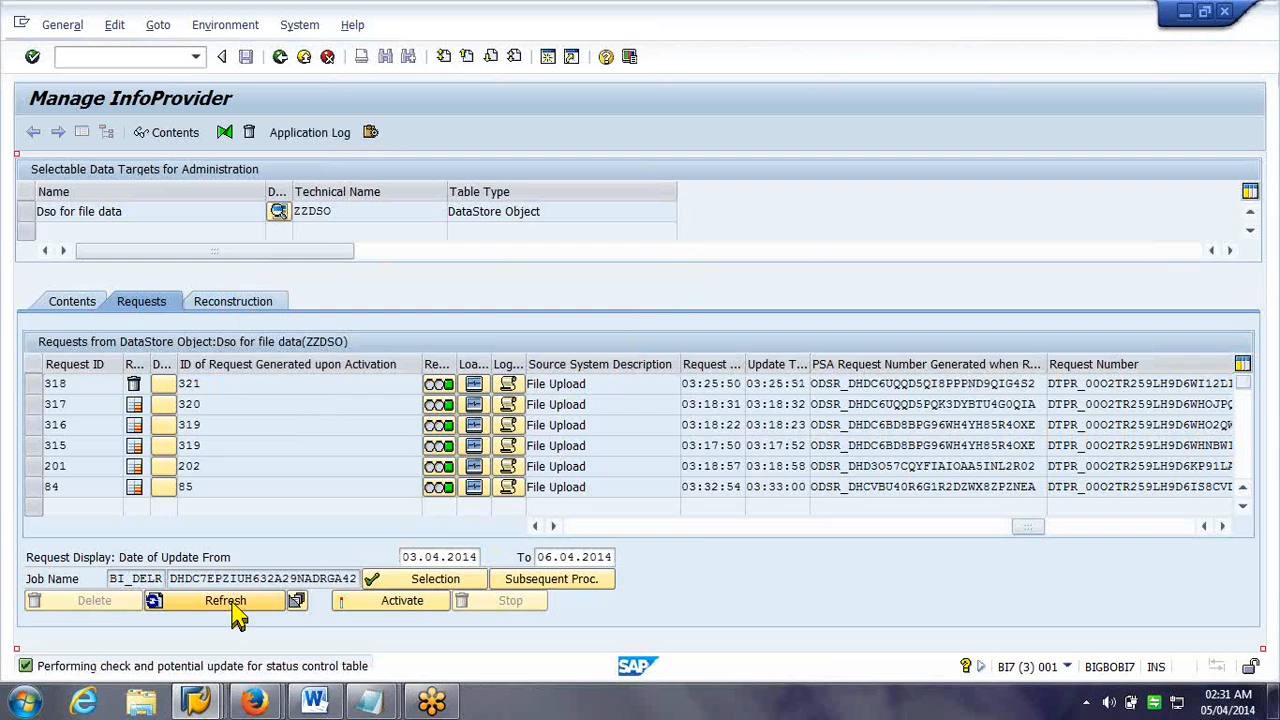 General Edit Goto Environment System Help
Manage InfoProvider
Contents Application Log
Selectable Data Targets for Administration
Name D... Technical Name Table Type
Dso for file data ZZDSO DataStore Object
Contents Requests Reconstruction
Requests from DataStore Object:Dso for file data(ZZDSO)
Request ID R... D... ID of Request Generated upon Activation Re... Loa... Log... Source System Description Request ... Update T... PSA Request Number Generated when R... Request Number
318 321 File Upload 03:25:50 03:25:51 ODSR_DHDC6UQQD5QI8PPPND9QIG4S2 DTPR_00O2TR259LH9D6WI12LI
317 320 File Upload 03:18:31 03:18:32 ODSR_DHDC6UQQD5PQK3DYBTU4G0QIA DTPR_00O2TR259LH9D6WHOJPQ
316 319 File Upload 03:18:22 03:18:23 ODSR_DHDC6BD8BPG96WH4YH85R4OXE DTPR_00O2TR259LH9D6WHO2QW
315 319 File Upload 03:17:50 03:17:52 ODSR_DHDC6BD8BPG96WH4YH85R4OXE DTPR_00O2TR259LH9D6WHNBWI
201 202 File Upload 03:18:57 03:18:58 ODSR_DHD3O57CQYFIAIOAA5INL2R02 DTPR_00O2TR259LH9D6KP91LA
84 85 File Upload 03:32:54 03:33:00 ODSR_DHCVBU40R6G1R2DZWX8ZPZNEA DTPR_00O2TR259LH9D6IS8CVD
Request Display: Date of Update From 03.04.2014 To 06.04.2014
Job Name BI_DELR DHDC7EPZIUH632A29NADRGA42 Selection Subsequent Proc.
Delete Refresh Activate Stop
Performing check and potential update for status control table SAP BI7 (3) 001 BIGBOBI7 INS
02:31 AM
05/04/2014